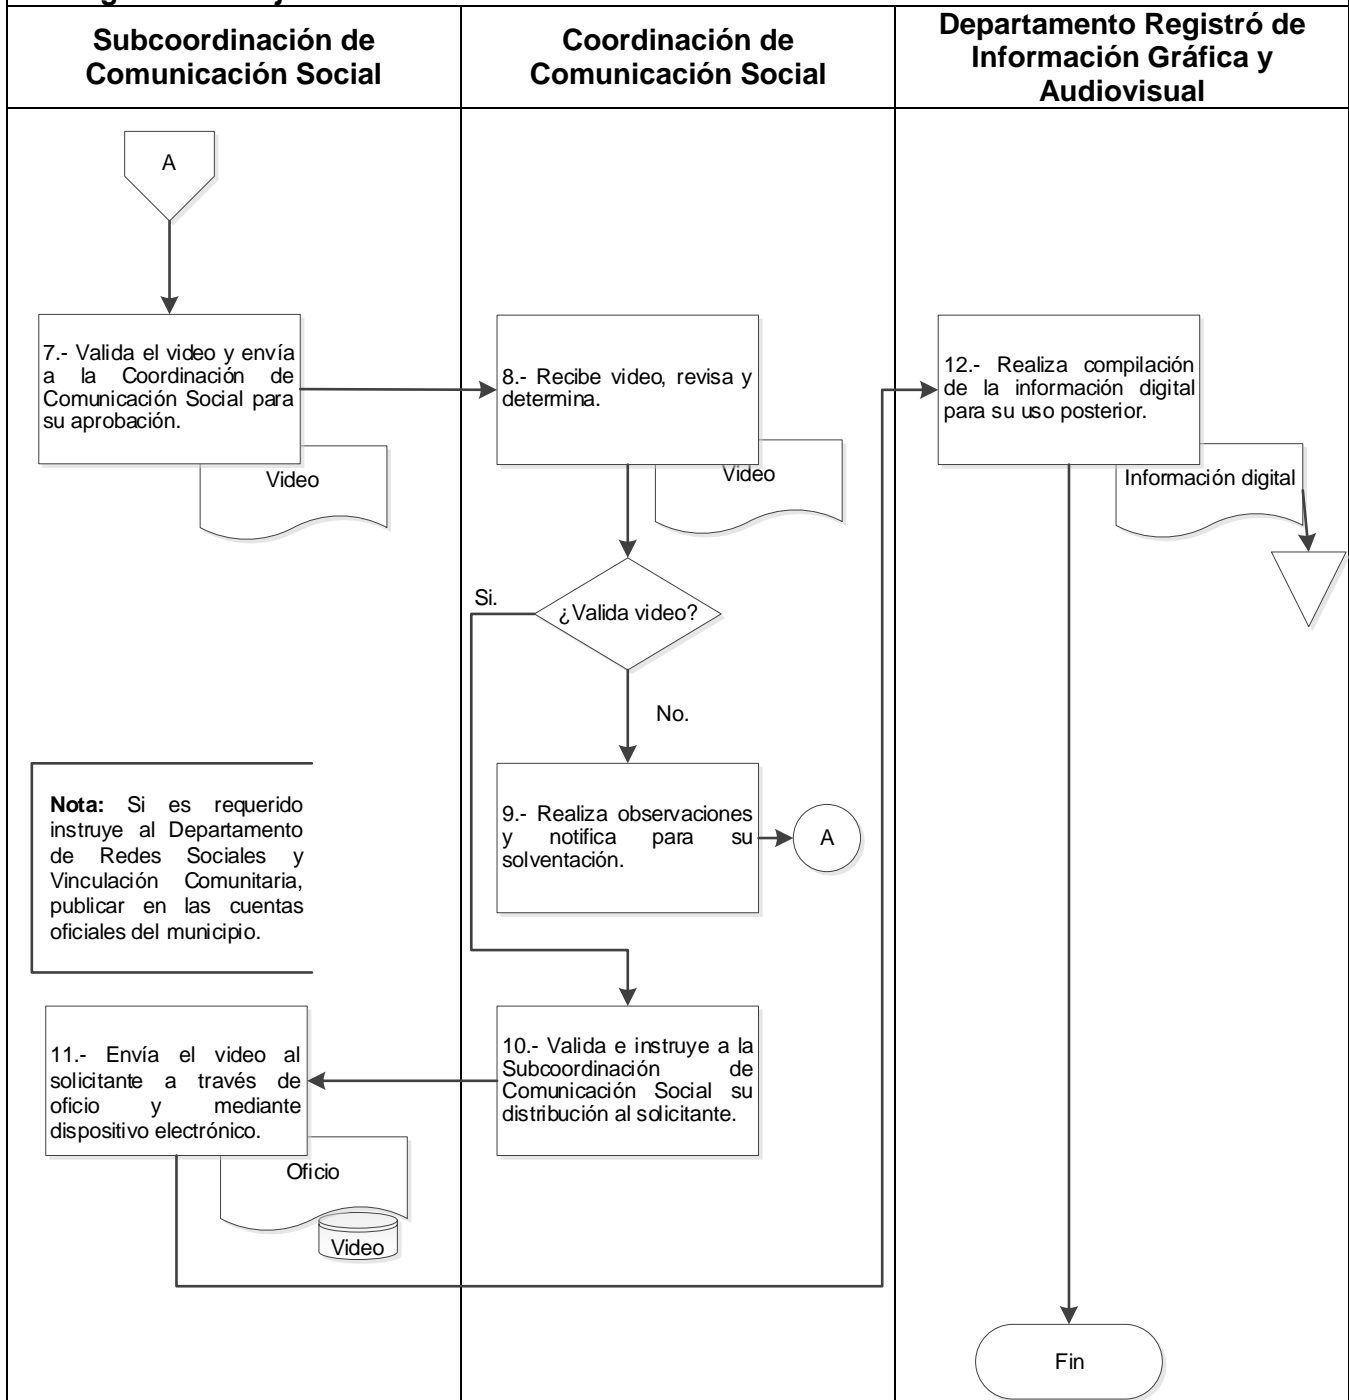 Subcoordinación de
Comunicación Social
Coordinación de
Comunicación Social
Departamento Registró de
Información Gráfica y
Audiovisual
A
7.- Valida el video y envía
a la Coordinación de
Comunicación Social para
su aprobación.
Video
8.- Recibe video, revisa y
determina.
Video
12.- Realiza compilación
de la información digital
para su uso posterior.
Información digital
Si.
¿Valida video?
No.
Nota: Si es requerido
instruye al Departamento
de Redes Sociales y
Vinculación Comunitaria,
publicar en las cuentas
oficiales del municipio.
9.- Realiza observaciones
y notifica para su
solventación.
A
11.- Envía el video al
solicitante a través de
oficio y mediante
dispositivo electrónico.
Oficio
Video
10.- Valida e instruye a la
Subcoordinación de
Comunicación Social su
distribución al solicitante.
Fin